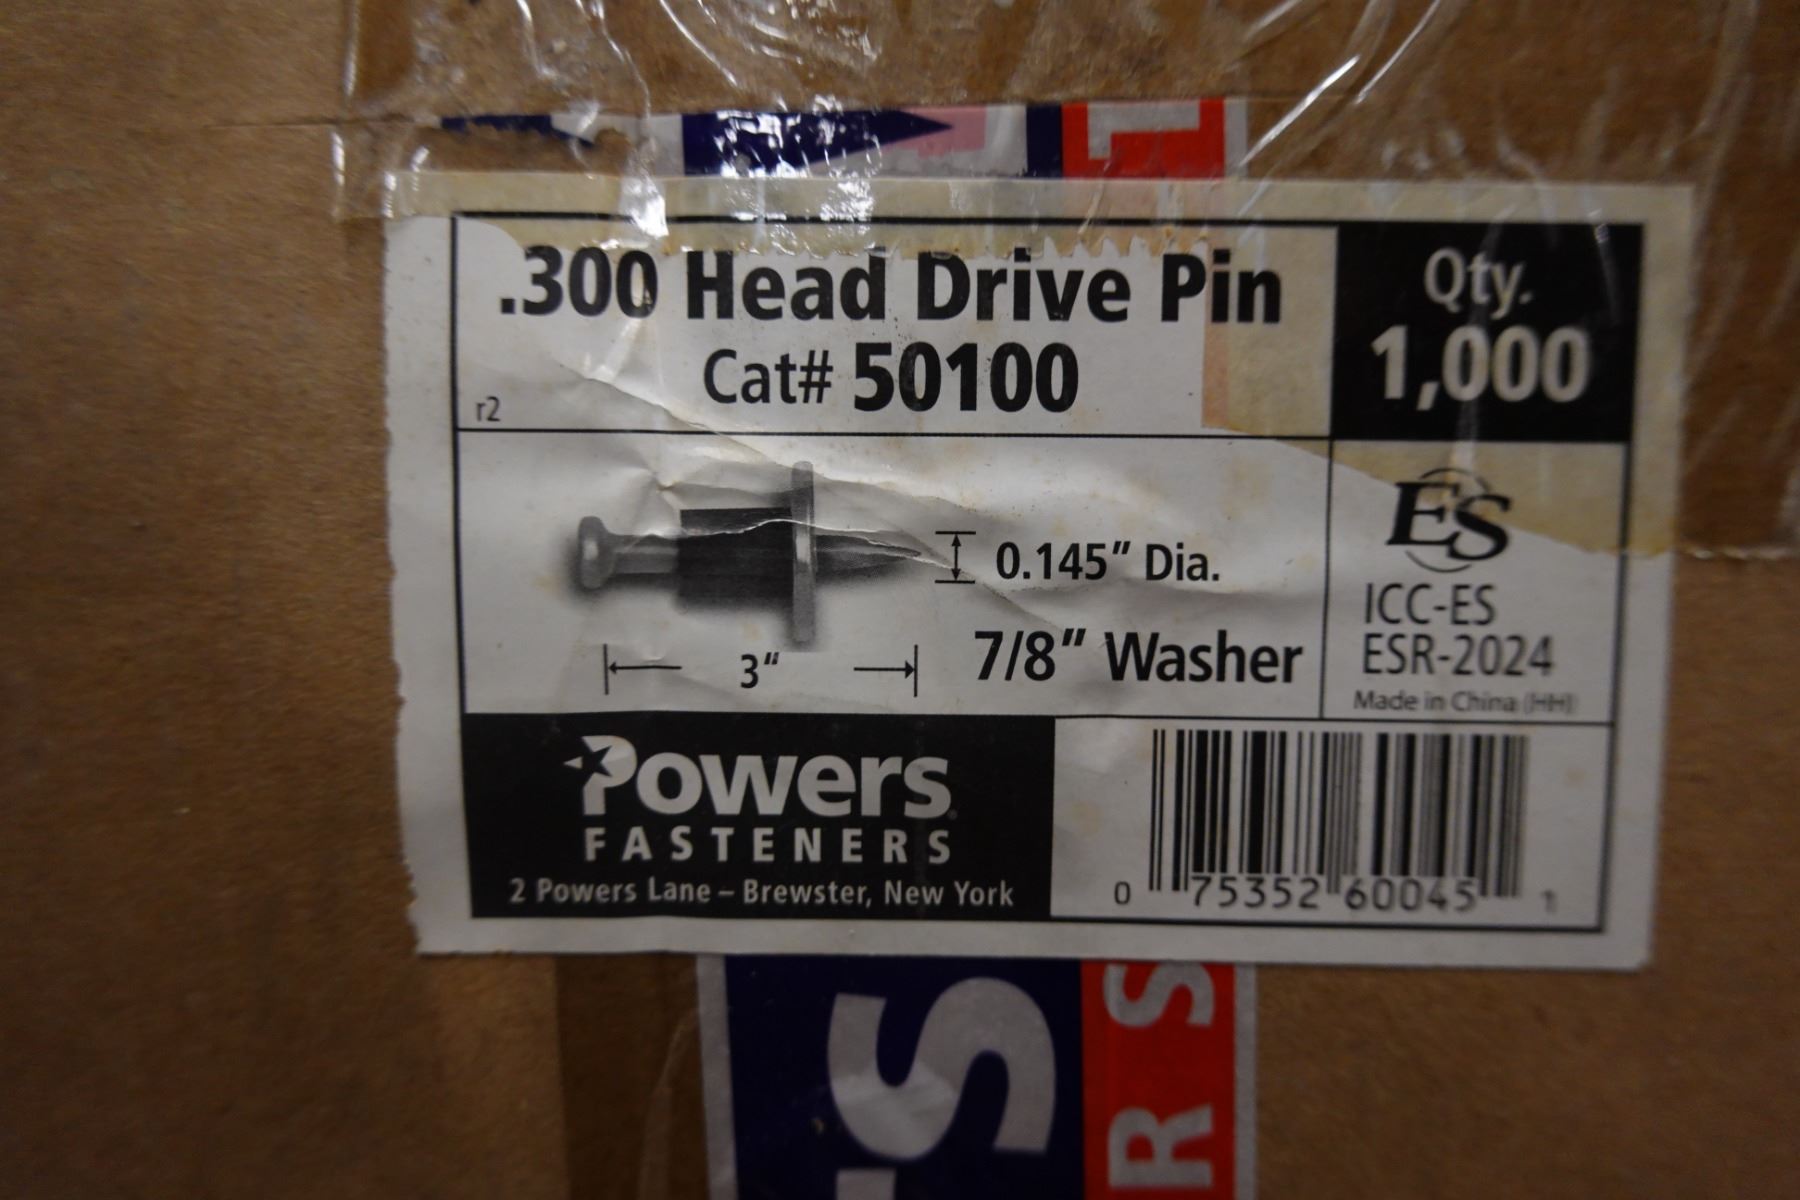 L
.300 Head Drive Pin
Cat# 50100
r2
Qty.
1,000
0.145" Dia.
7/8" Washer
3"
ES
ICC-ES
ESR-2024
Made in China (HH)
Powers
FASTENERS
2 Powers Lane – Brewster, New York
0 75352 60045 1
S
RS